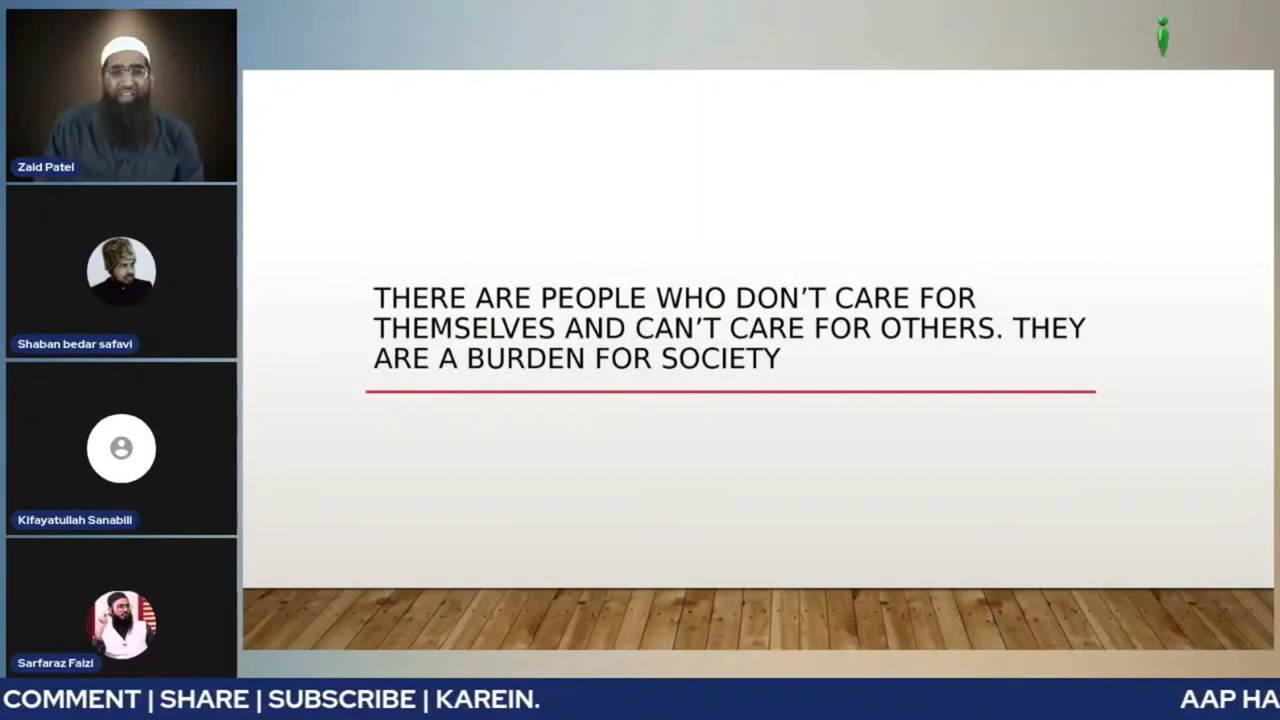 Zaid Patel
Shaban bedar safavi
Kifayatullah Sanabili
Sarfaraz Faizi
THERE ARE PEOPLE WHO DON’T CARE FOR
THEMSELVES AND CAN’T CARE FOR OTHERS. THEY
ARE A BURDEN FOR SOCIETY
COMMENT | SHARE | SUBSCRIBE | KAREIN.
AAP HA